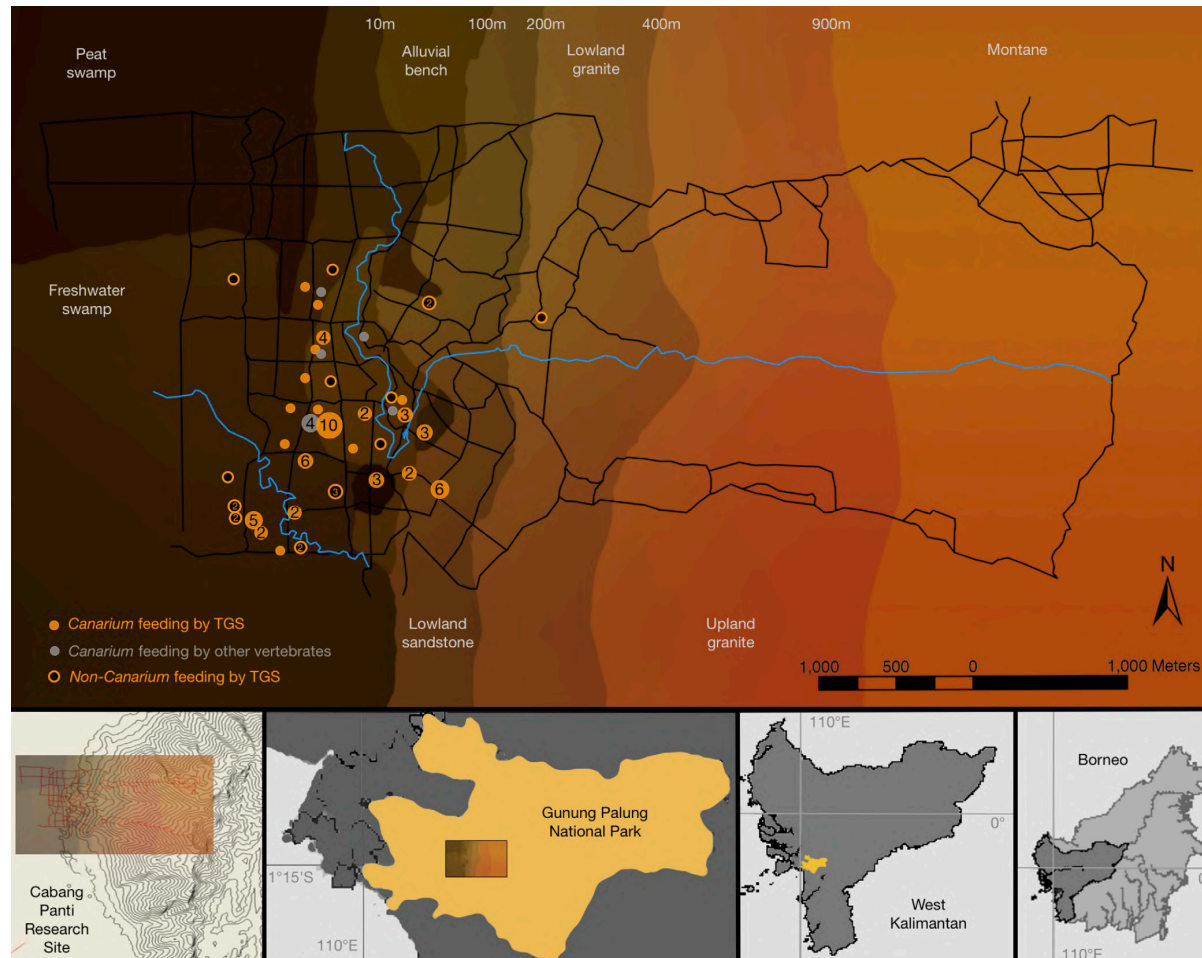 10m 100m 200m 400m 900m
Peat
swamp
Alluvial
bench
Lowland
granite
Montane
Freshwater
swamp
2
4
2
3
4
10
3
6
2
3
6
3
2
2
2
5
2
2
N
Canarium feeding by TGS
Canarium feeding by other vertebrates
Non-Canarium feeding by TGS
Lowland
sandstone
Upland
granite
1,000 500 0 1,000 Meters
Cabang
Panti
Research
Site
Gunung Palung
National Park
1°15'S
110°E
110°E
0°
West
Kalimantan
Borneo
0
110°E